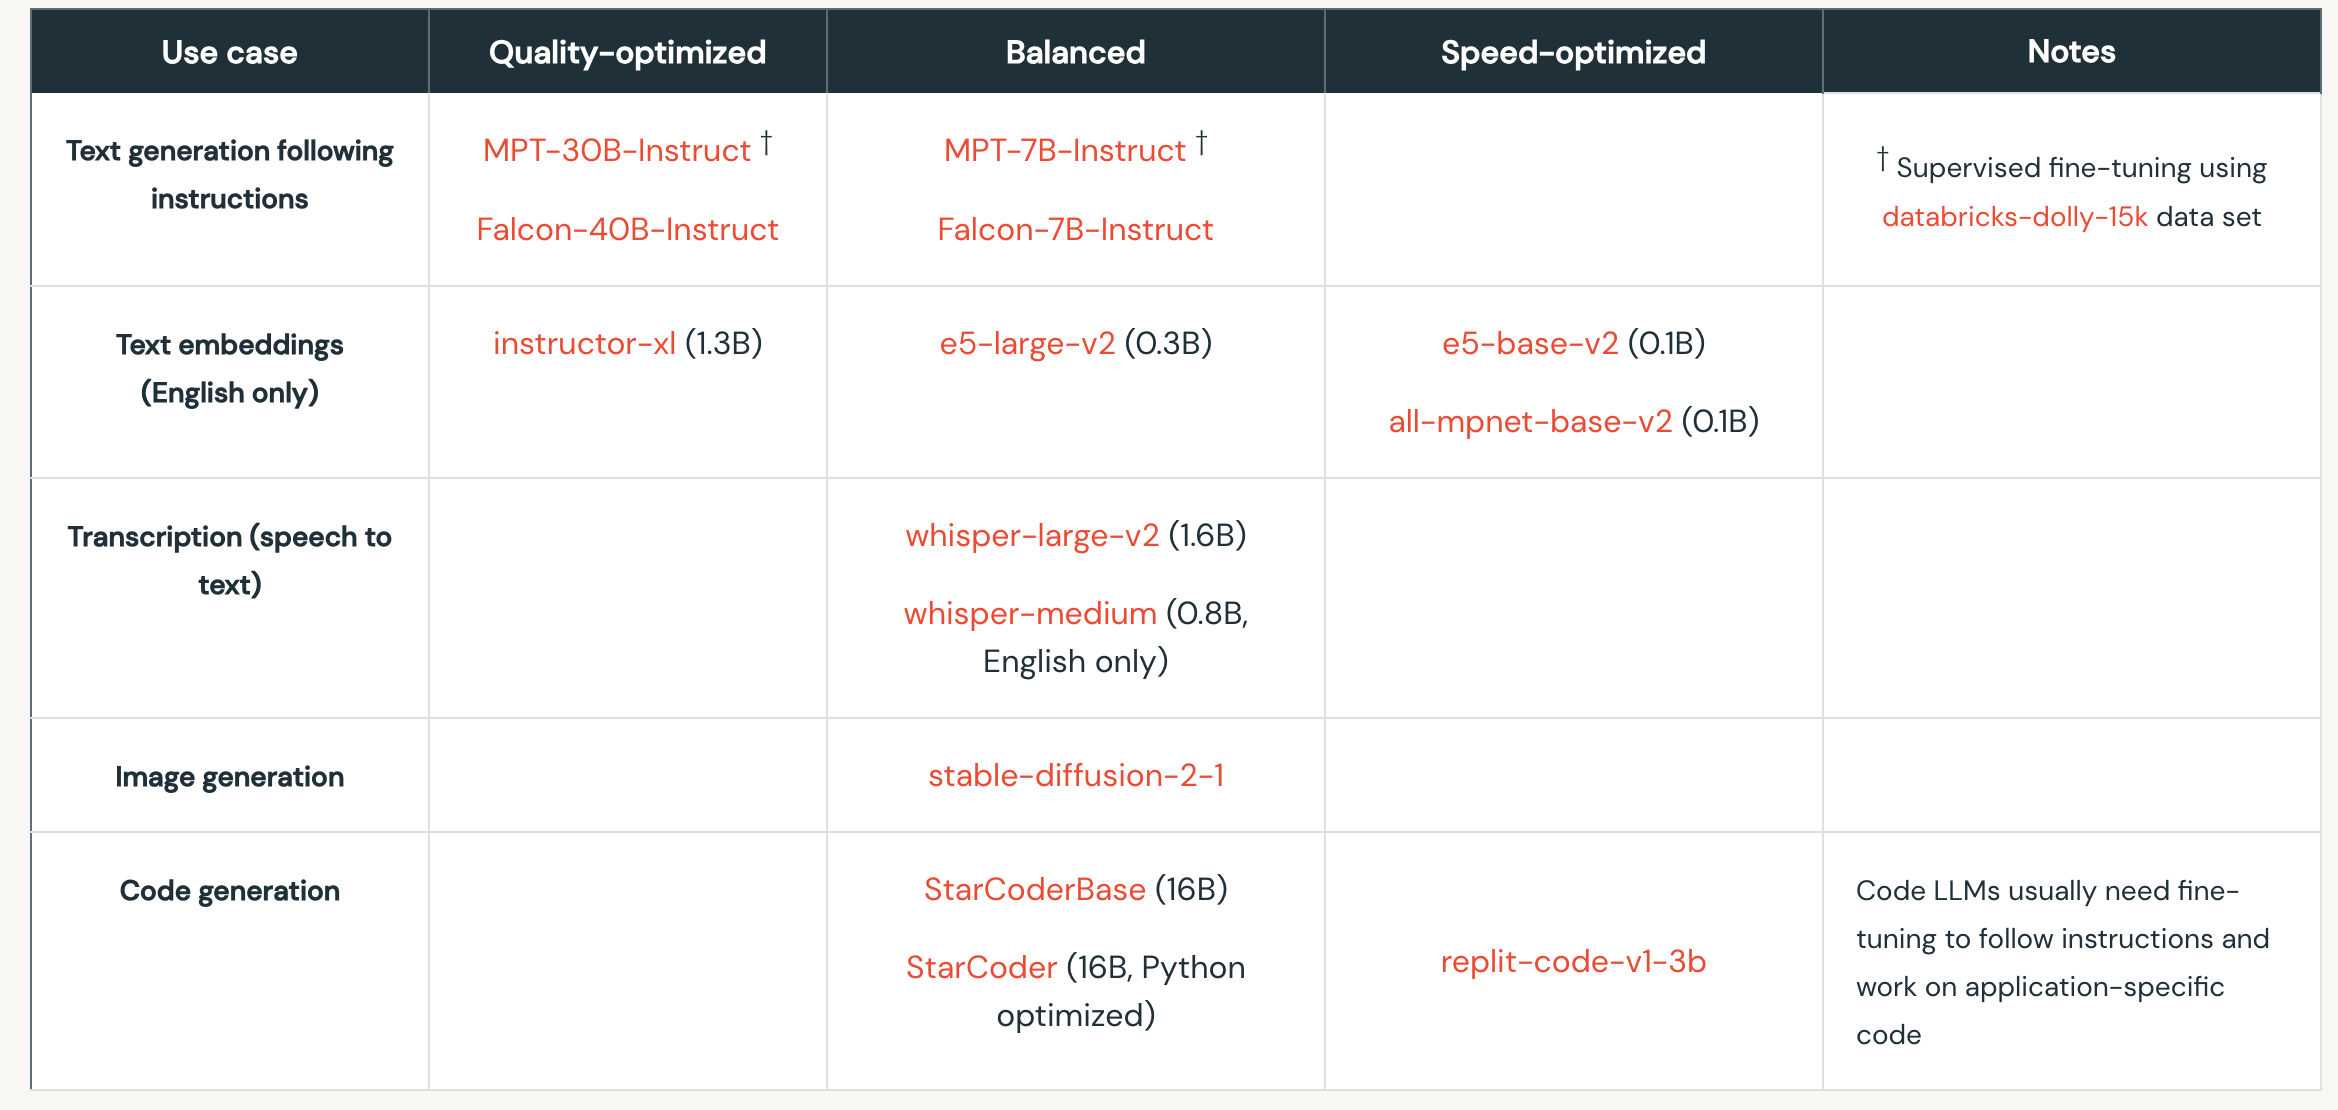 Use case
Quality-optimized
Balanced
Speed-optimized
Notes
Text generation following
instructions
MPT-30B-Instruct †
Falcon-40B-Instruct
MPT-7B-Instruct †
Falcon-7B-Instruct
† Supervised fine-tuning using
databricks-dolly-15k data set
Text embeddings
(English only)
instructor-xl (1.3B)
e5-large-v2 (0.3B)
e5-base-v2 (0.1B)
all-mpnet-base-v2 (0.1B)
Transcription (speech to
text)
whisper-large-v2 (1.6B)
whisper-medium (0.8B,
English only)
Image generation
stable-diffusion-2-1
Code generation
StarCoderBase (16B)
StarCoder (16B, Python
optimized)
replit-code-v1-3b
Code LLMs usually need fine-
tuning to follow instructions and
work on application-specific
code